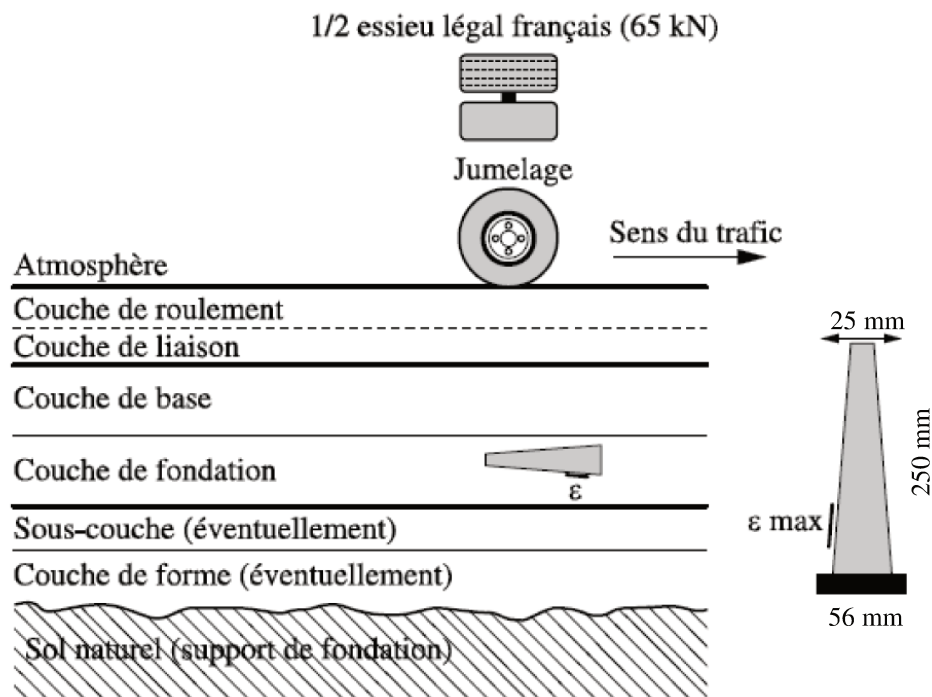 1/2 essieu légal français (65 kN)
Jumelage
Sens du trafic
Atmosphère
Couche de roulement
Couche de liaison
Couche de base
Couche de fondation
ε
Sous-couche (éventuellement)
Couche de forme (éventuellement)
Sol naturel (support de fondation)
25 mm
250 mm
ε max
56 mm